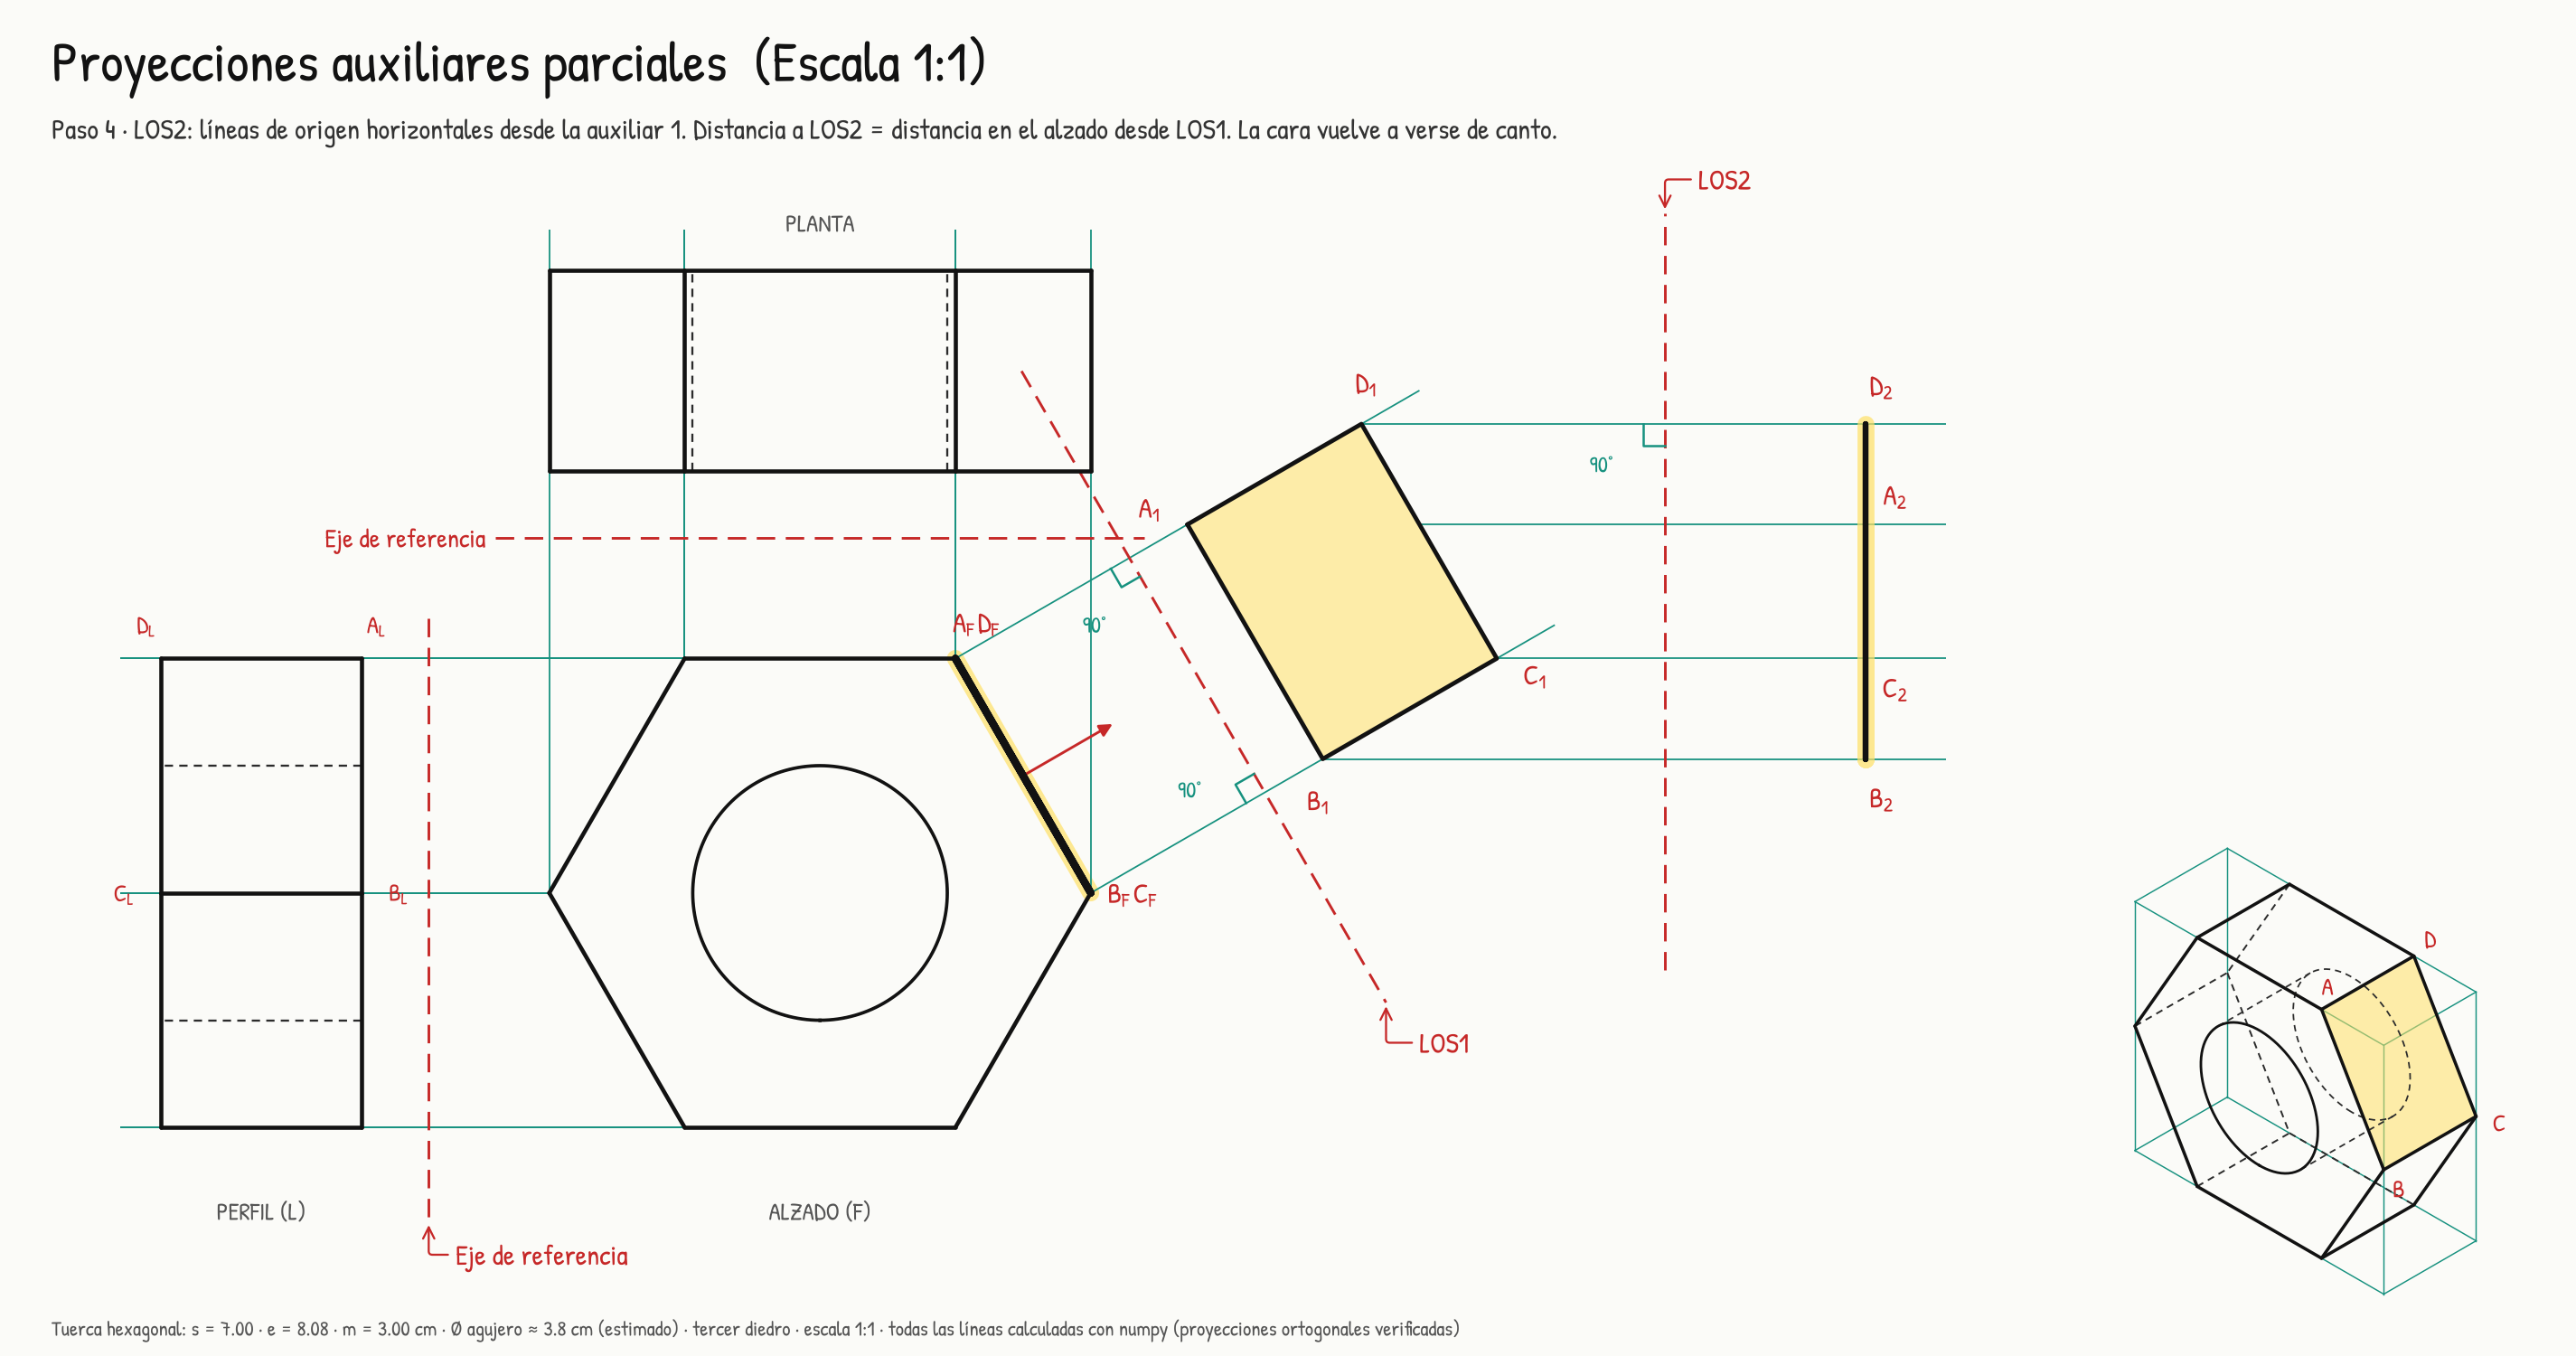 Proyecciones auxiliares parciales (Escala 1:1)
Paso 4 · LOS2: líneas de origen horizontales desde la auxiliar 1. Distancia a LOS2 = distancia en el alzado desde LOS1. La cara vuelve a verse de canto.
LOS2
PLANTA
D1
D2
90°
A2
A1
Eje de referencia
DL
AL
AF DF
90°
C1
C2
90°
B1
B2
CL
BL
BF CF
D
A
LOS1
C
B
PERFIL (L)
ALZADO (F)
Eje de referencia
Tuerca hexagonal: s = 7.00 · e = 8.08 · m = 3.00 cm · Ø agujero ≈ 3.8 cm (estimado) · tercer diedro · escala 1:1 · todas las líneas calculadas con numpy (proyecciones ortogonales verificadas)